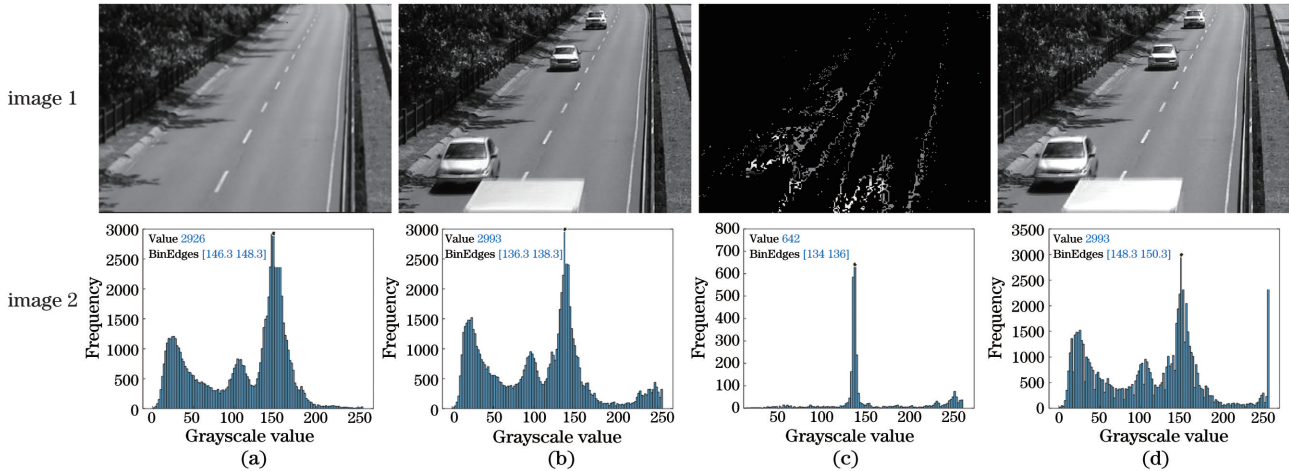 image 1
image 2
3000
2500
2000
1500
1000
500
0
Frequency
Value 2926
BinEdges [146.3 148.3]
0 50 100 150 200 250
Grayscale value
(a)
3000
2500
2000
1500
1000
500
0
Frequency
Value 2993
BinEdges [136.3 138.3]
0 50 100 150 200 250
Grayscale value
(b)
800
700
600
500
400
300
200
100
0
Frequency
Value 642
BinEdges [134 136]
50 100 150 200 250
Grayscale value
(c)
3500
3000
2500
2000
1500
1000
500
0
Frequency
Value 2993
BinEdges [148.3 150.3]
0 50 100 150 200 250
Grayscale value
(d)